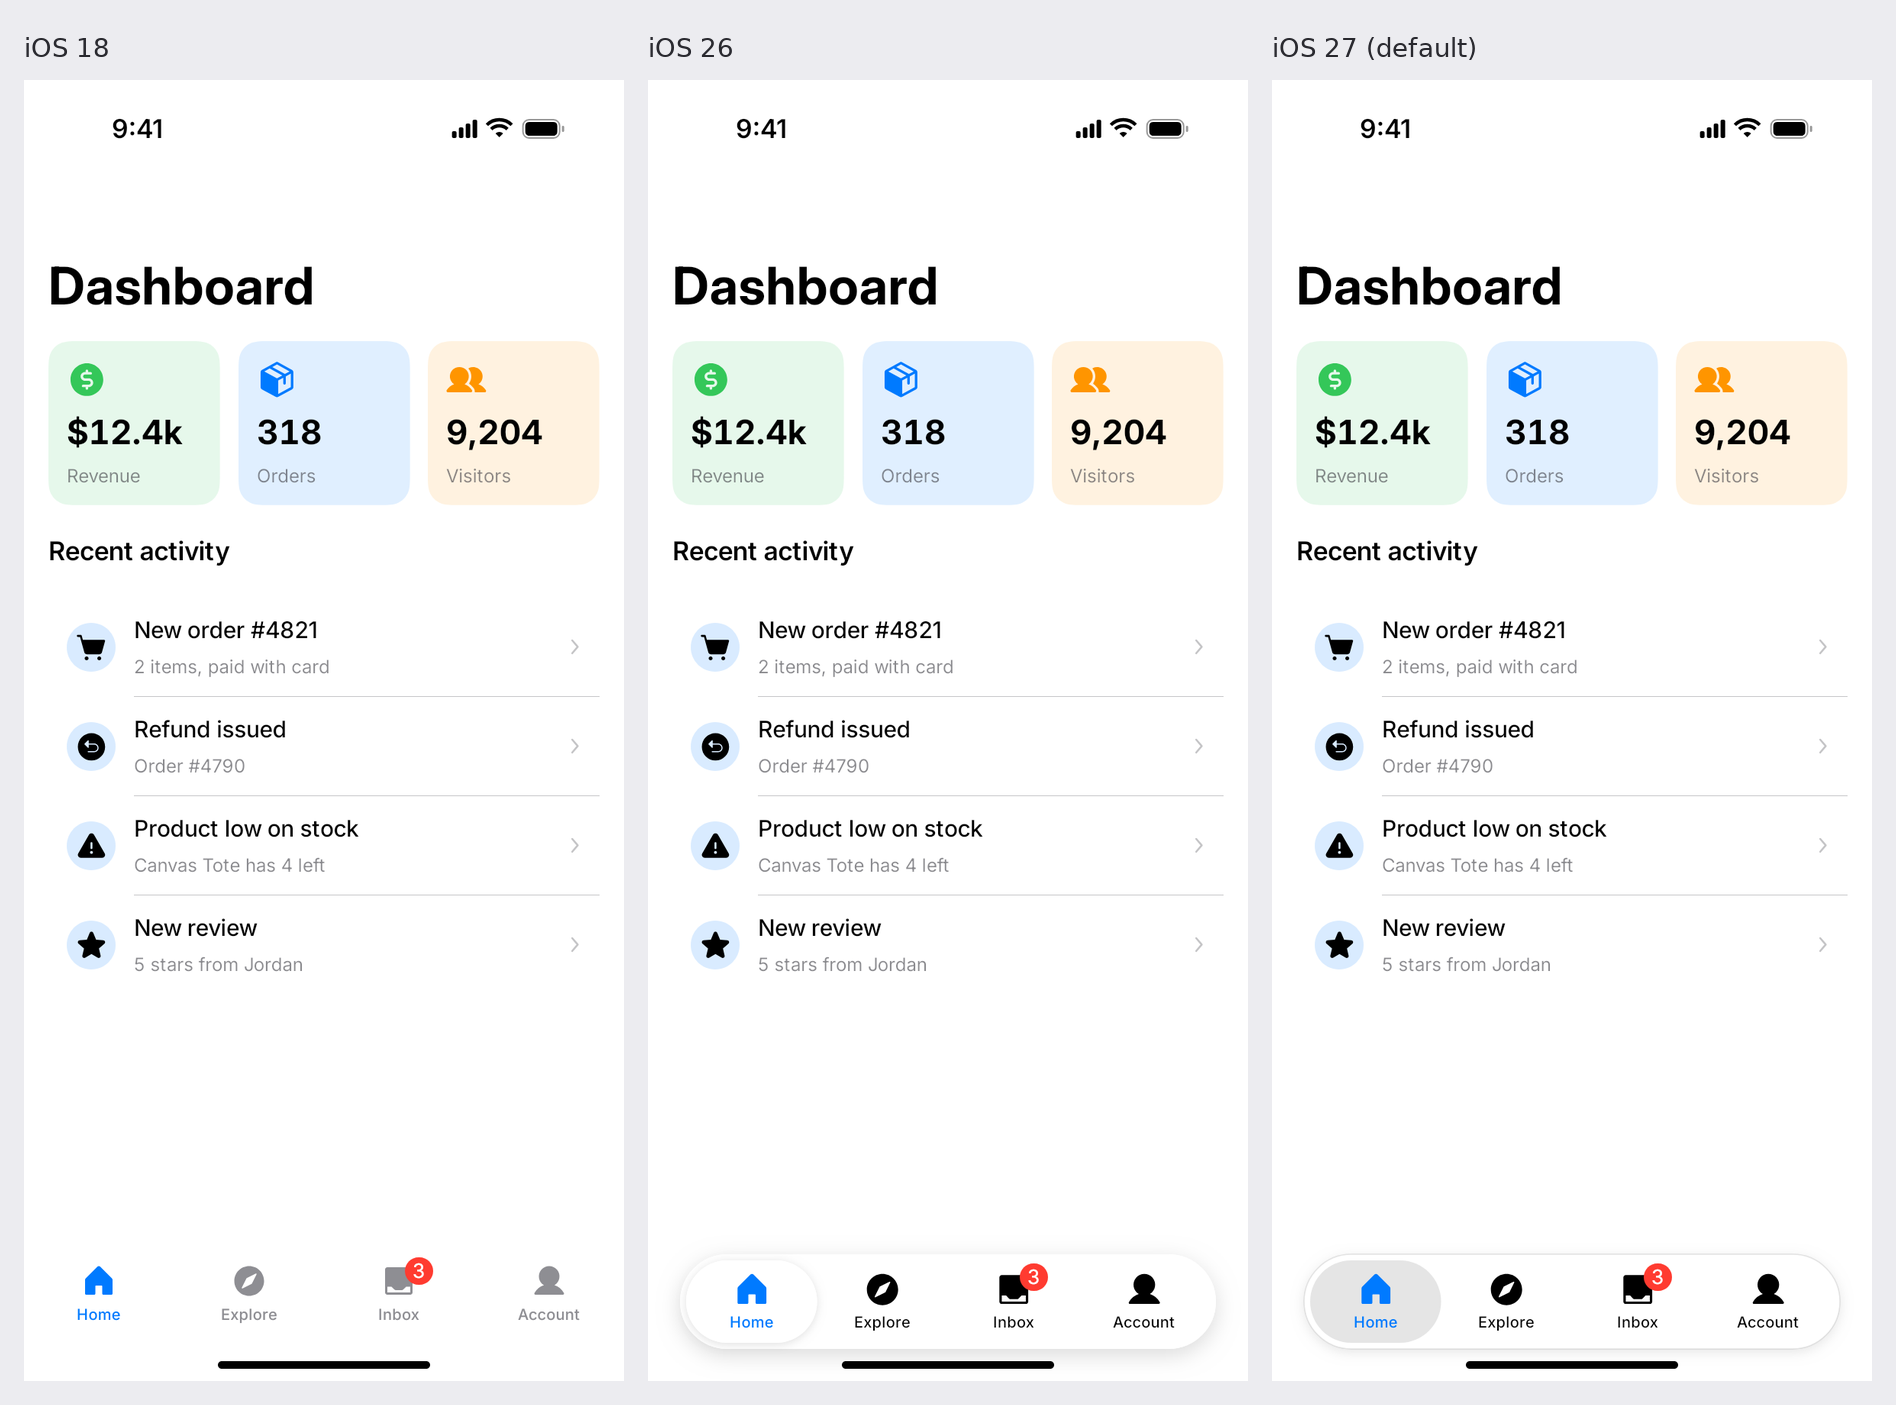 iOS 18
9:41
Dashboard
$12.4k
Revenue
318
Orders
9,204
Visitors
Recent activity
New order #4821
2 items, paid with card
Refund issued
Order #4790
Product low on stock
Canvas Tote has 4 left
New review
5 stars from Jordan
Home
Explore
3
Inbox
Account
iOS 26
9:41
Dashboard
$12.4k
Revenue
318
Orders
9,204
Visitors
Recent activity
New order #4821
2 items, paid with card
Refund issued
Order #4790
Product low on stock
Canvas Tote has 4 left
New review
5 stars from Jordan
Home
Explore
3
Inbox
Account
iOS 27 (default)
9:41
Dashboard
$12.4k
Revenue
318
Orders
9,204
Visitors
Recent activity
New order #4821
2 items, paid with card
Refund issued
Order #4790
Product low on stock
Canvas Tote has 4 left
New review
5 stars from Jordan
Home
Explore
3
Inbox
Account